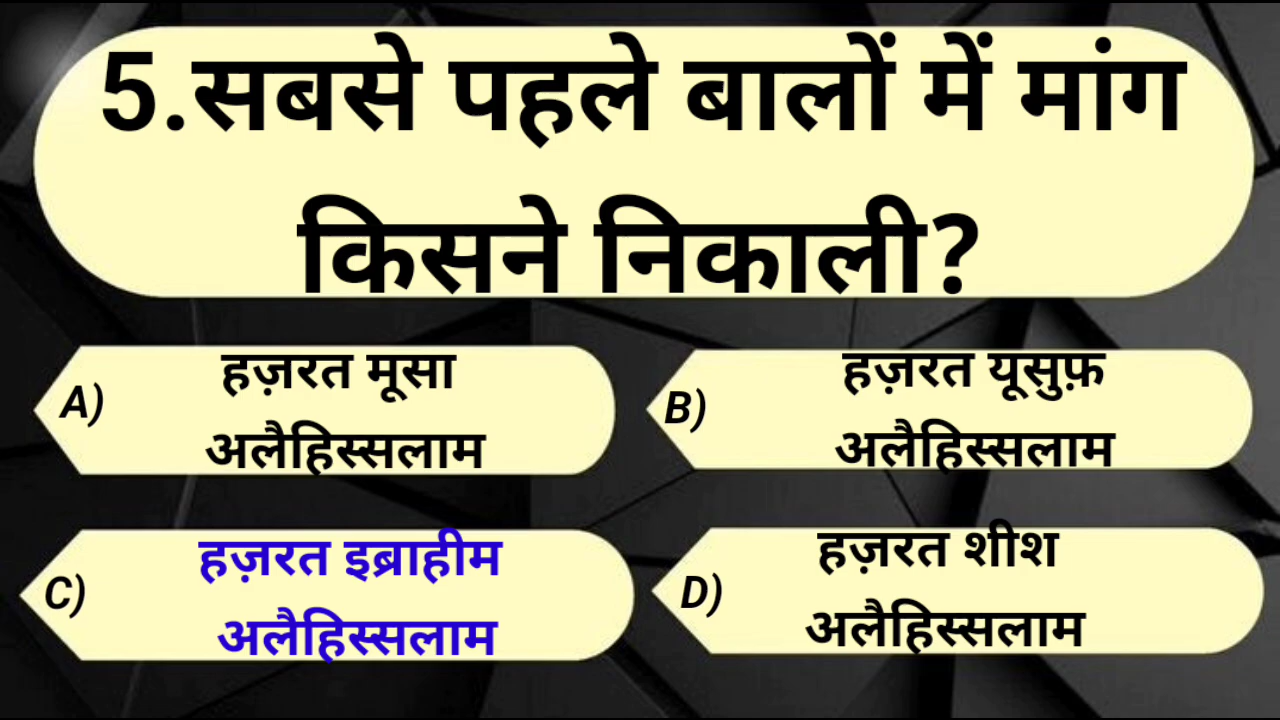 5.सबसे पहले बालों में मांग
किसने निकाली?
A)
हज़रत मूसा
अलैहिस्सलाम
B)
हज़रत यूसुफ़
अलैहिस्सलाम
C)
हज़रत इब्राहीम
अलैहिस्सलाम
D)
हज़रत शीश
अलैहिस्सलाम